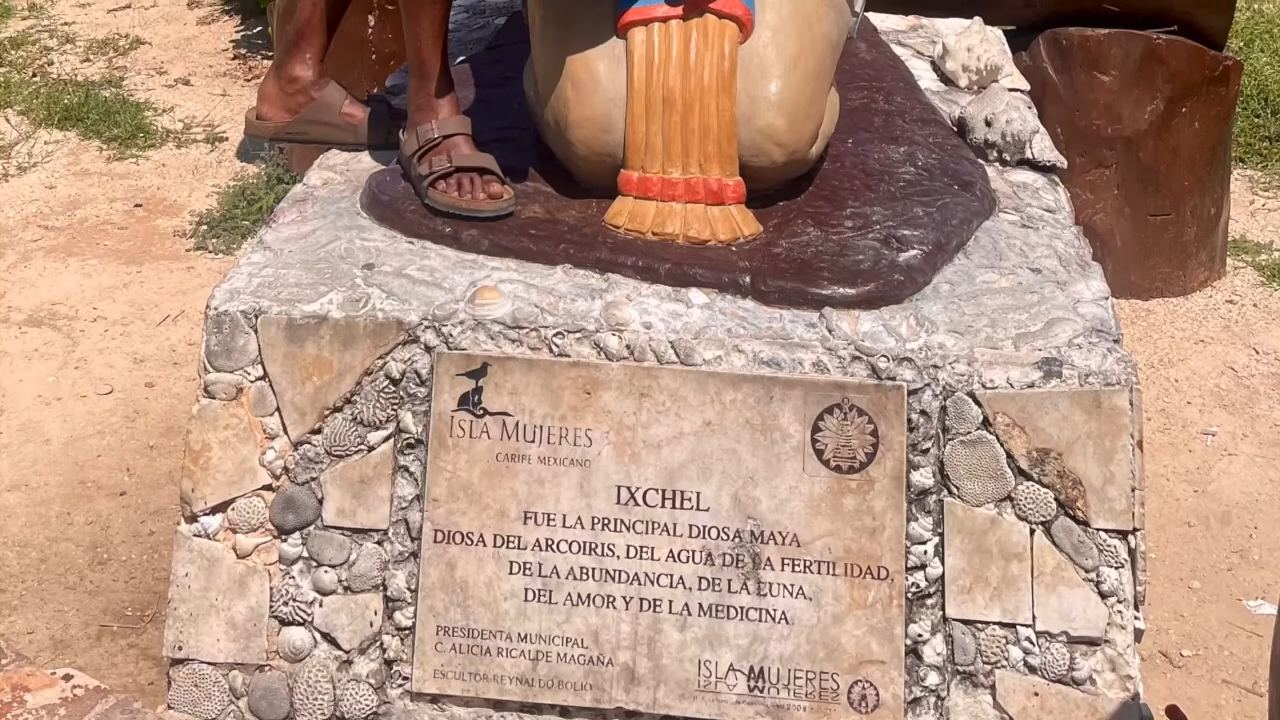 ISLA MUJERES
CARIBE MEXICANO
IXCHEL
FUE LA PRINCIPAL DIOSA MAYA
DIOSA DEL ARCOIRIS, DEL AGUA DE LA FERTILIDAD,
DE LA ABUNDANCIA, DE LA LUNA,
DEL AMOR Y DE LA MEDICINA
PRESIDENTA MUNICIPAL
C. ALICIA RICALDE MAGAÑA
ESCULTOR REYNALDO BOLIO
ISLA MUJERES